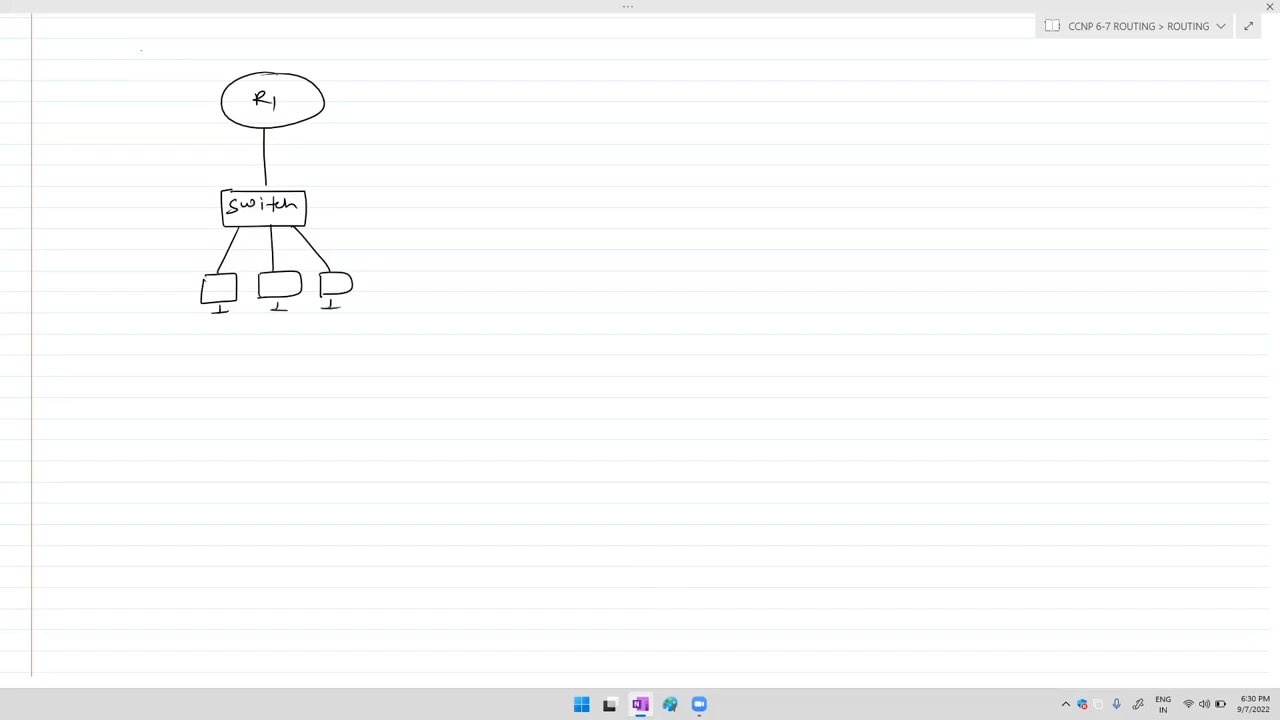 CCNP 6-7 ROUTING > ROUTING
R1
Switch
ENG
IN
6:30 PM
9/7/2022